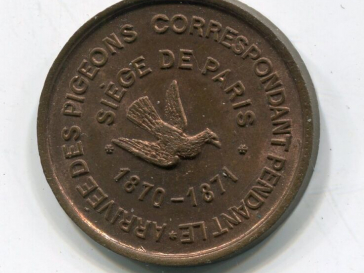 ARRIVÉE DES PIGEONS CORRESPONDANT PENDANT LE
* SIÈGE DE PARIS *
1870-1871